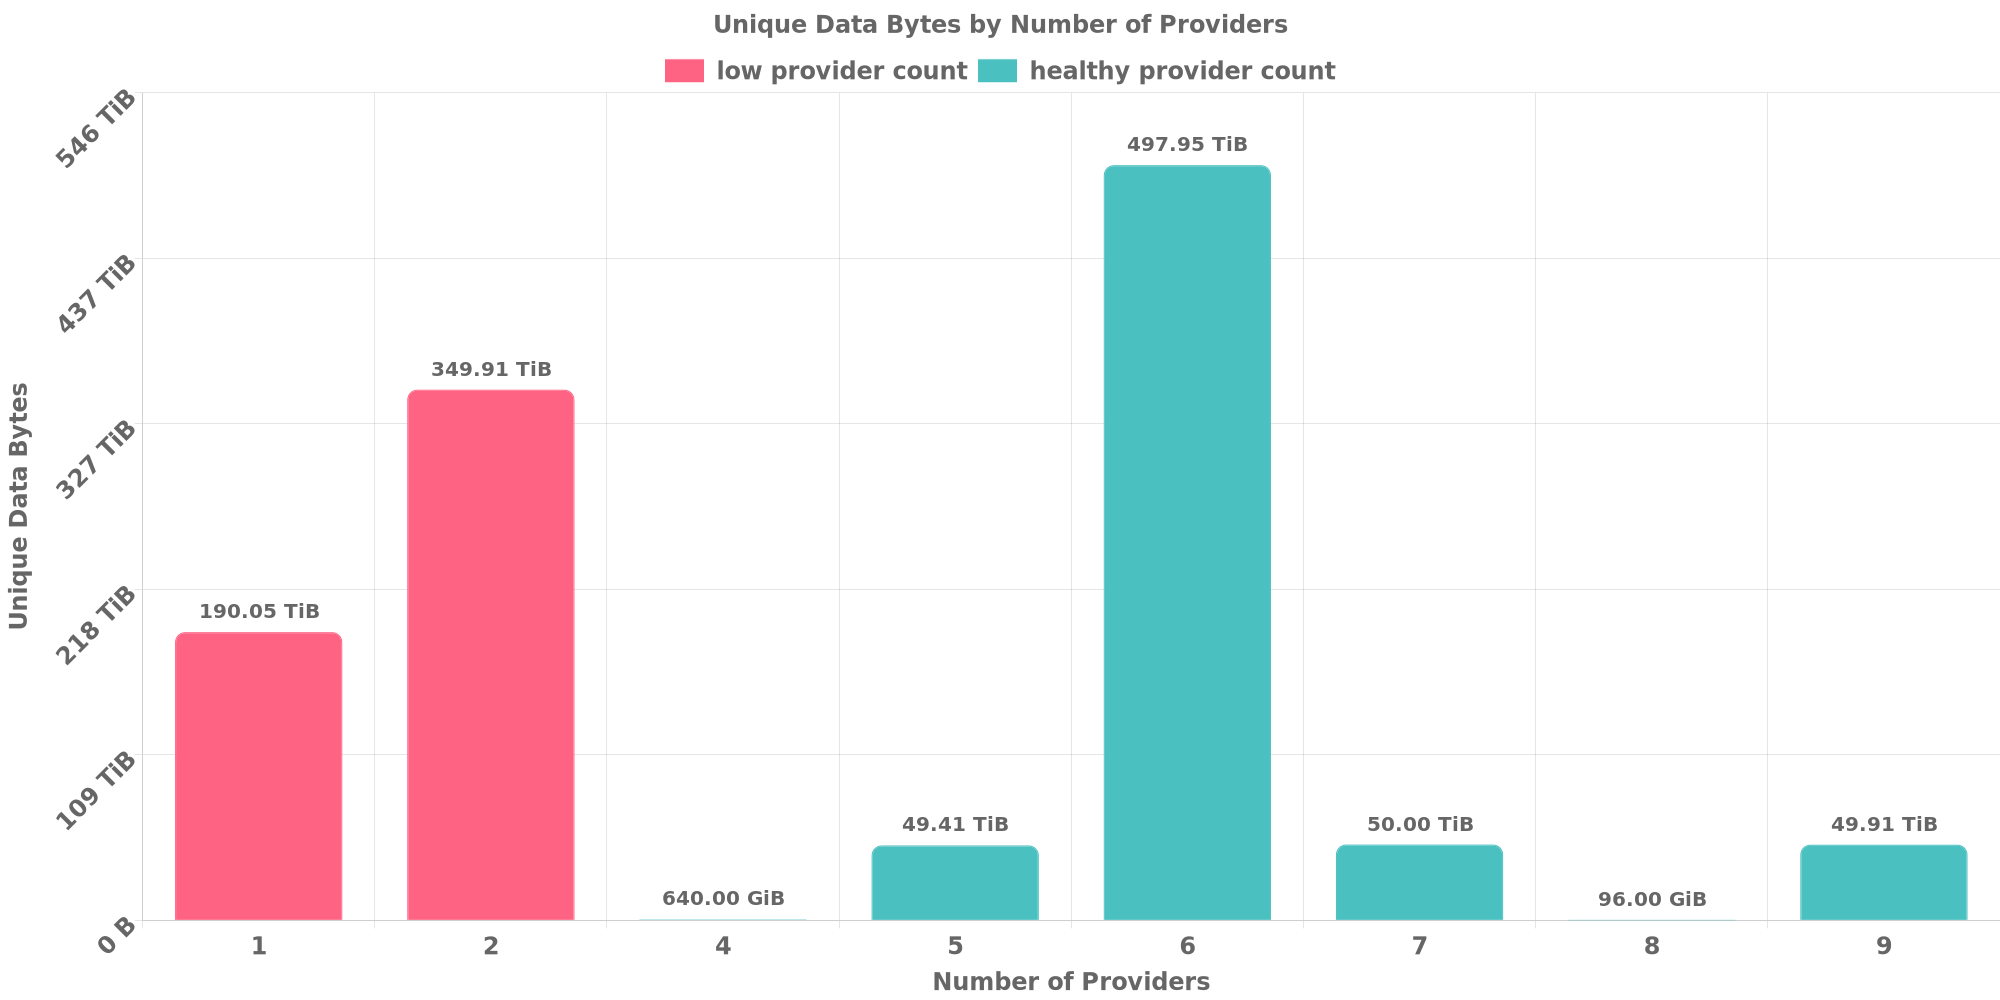 Unique Data Bytes by Number of Providers
low provider count healthy provider count
546 TiB
437 TiB
327 TiB
218 TiB
109 TiB
0 B
Unique Data Bytes
190.05 TiB
349.91 TiB
640.00 GiB
49.41 TiB
497.95 TiB
50.00 TiB
96.00 GiB
49.91 TiB
1 2 4 5 6 7 8 9
Number of Providers